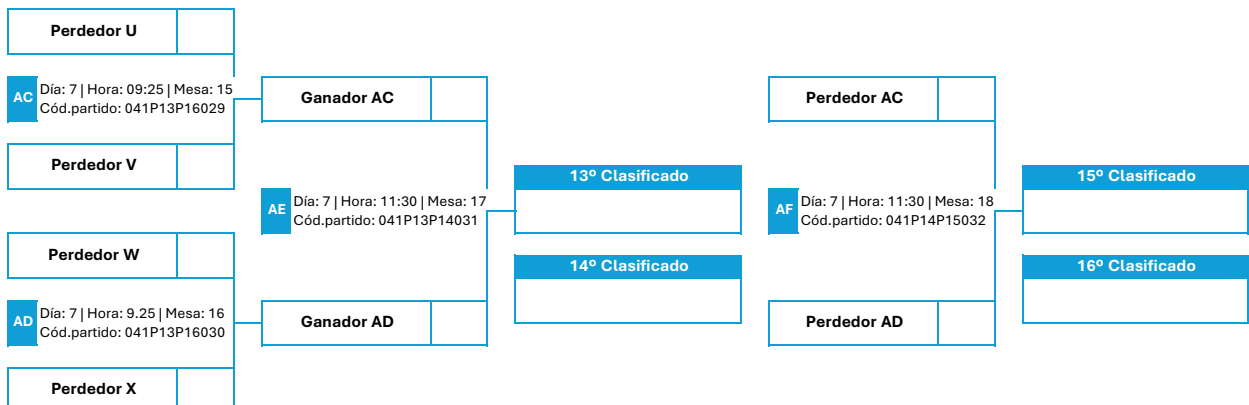 Perdedor U
AC
Día: 7 | Hora: 09:25 | Mesa: 15
Cód.partido: 041P13P16029
Perdedor V
Ganador AC
Perdedor AC
AE
Día: 7 | Hora: 11:30 | Mesa: 17
Cód.partido: 041P13P14031
13º Clasificado
14º Clasificado
AF
Día: 7 | Hora: 11:30 | Mesa: 18
Cód.partido: 041P14P15032
15º Clasificado
16º Clasificado
Perdedor W
AD
Día: 7 | Hora: 9.25 | Mesa: 16
Cód.partido: 041P13P16030
Perdedor X
Ganador AD
Perdedor AD